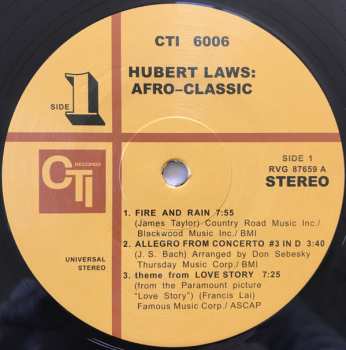 CTI 6006
HUBERT LAWS:
AFRO-CLASSIC
SIDE 1
CTI
RECORDS
SIDE 1
RVG 87659 A
STEREO
UNIVERSAL
STEREO
1. FIRE AND RAIN 7:55
(James Taylor) Country Road Music Inc./
Blackwood Music Inc./ BMI
2. ALLEGRO FROM CONCERTO #3 IN D 3:40
(J. S. Bach) Arranged by Don Sebesky
Thursday Music Corp./ BMI
3. theme from LOVE STORY 7:25
(from the Paramount picture
"Love Story") (Francis Lai)
Famous Music Corp./ ASCAP